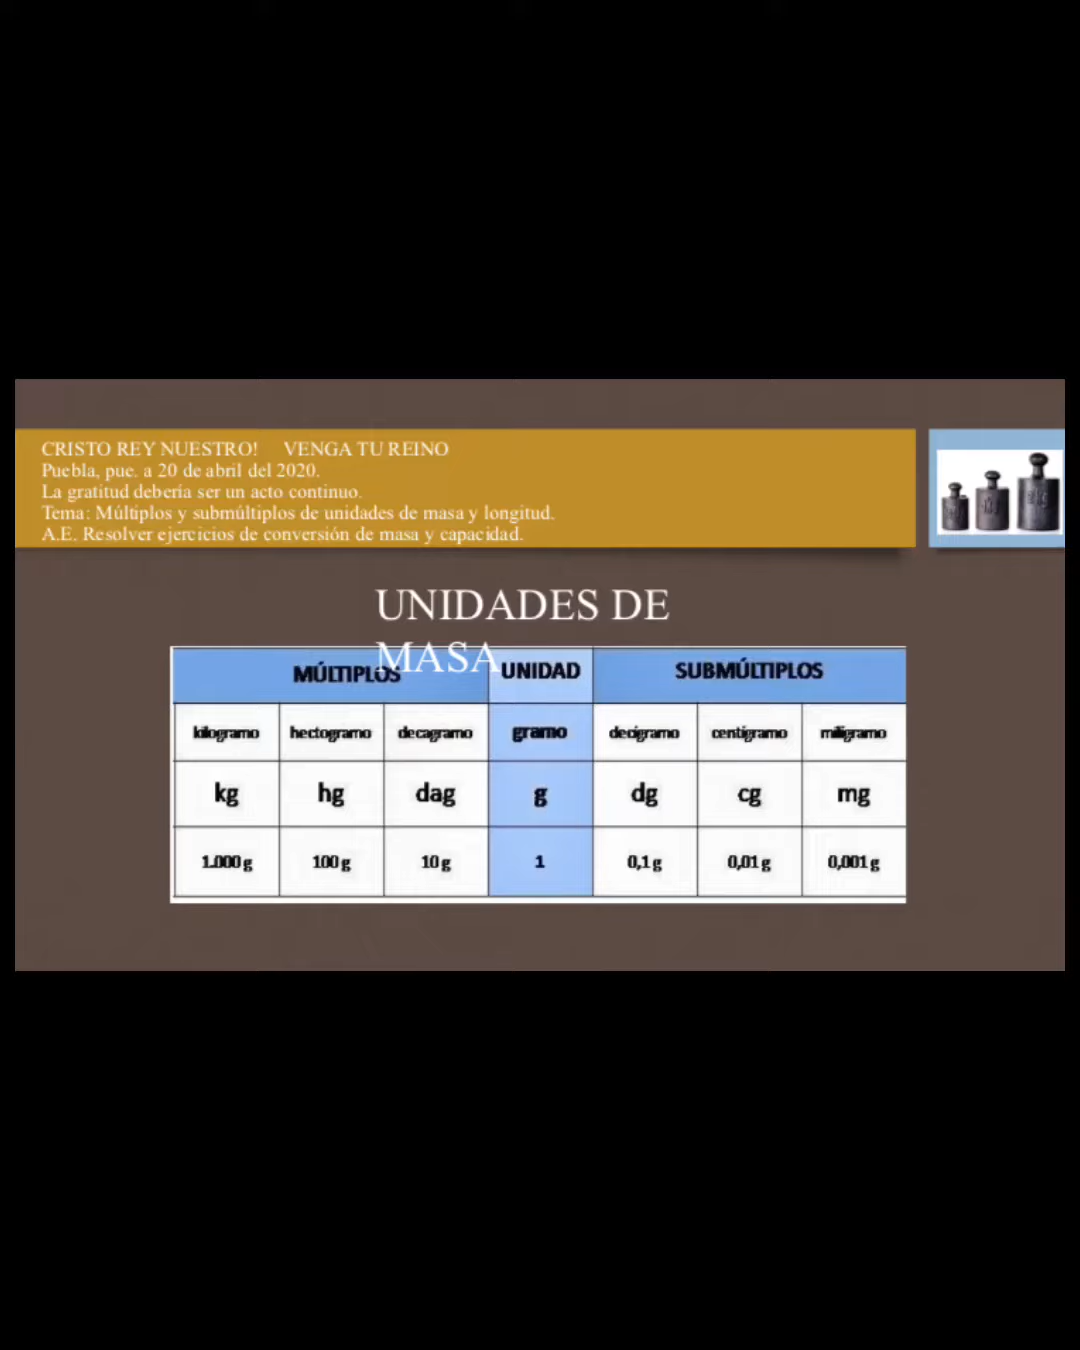 CRISTO REY NUESTRO! VENGA TU REINO
Puebla, pue. a 20 de abril del 2020.
La gratitud debería ser un acto continuo.
Tema: Múltiplos y submúltiplos de unidades de masa y longitud.
A.E. Resolver ejercicios de conversión de masa y capacidad.
UNIDADES DE
MASA
MÚLTIPLOS UNIDAD SUBMÚLTIPLOS
kilogramo hectogramo decagramo gramo decigramo centigramo miligramo
kg hg dag g dg cg mg
1.000 g 100 g 10 g 1 0,1 g 0,01 g 0,001 g